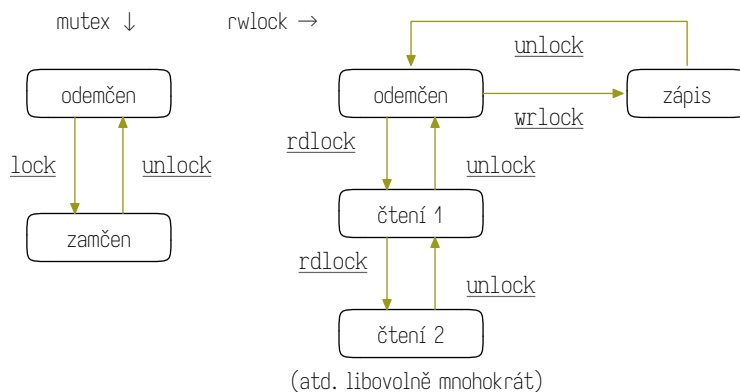 mutex ↓
rwlock →
unlock
odemčen
odemčen
zápis
wrlock
rdlock
lock
unlock
unlock
čtení 1
zamčen
rdlock
unlock
čtení 2
(atd. libovolně mnohokrát)